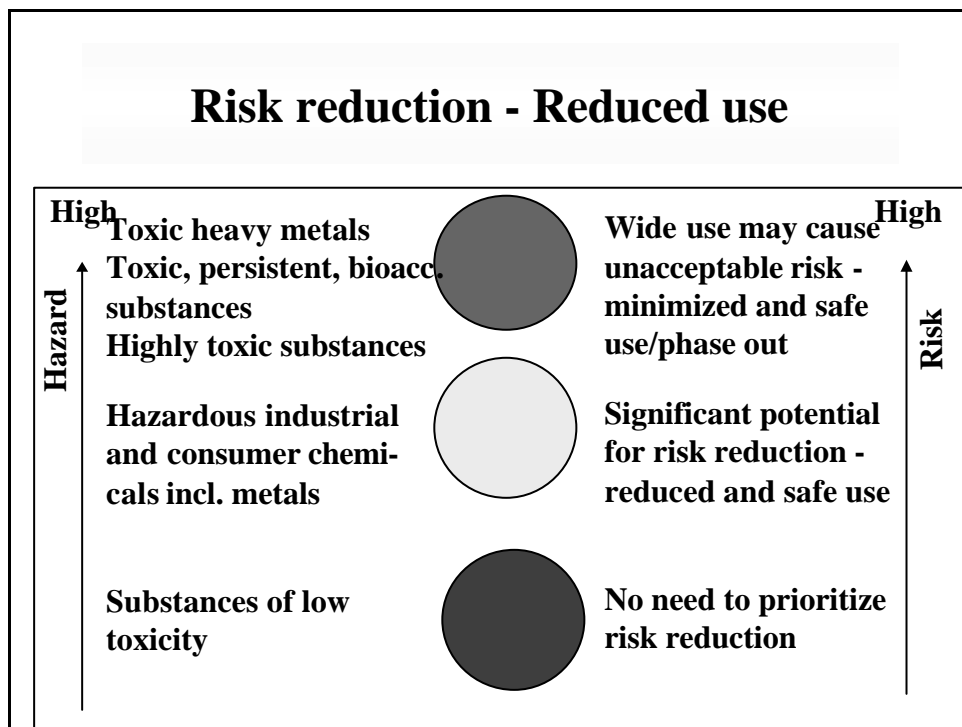 Risk reduction - Reduced use
High
High
Hazard
Toxic heavy metals
Toxic, persistent, bioacc.
substances
Highly toxic substances
Wide use may cause
unacceptable risk -
minimized and safe
use/phase out
Risk
Hazardous industrial
and consumer chemi-
cals incl. metals
Significant potential
for risk reduction -
reduced and safe use
Substances of low
toxicity
No need to prioritize
risk reduction